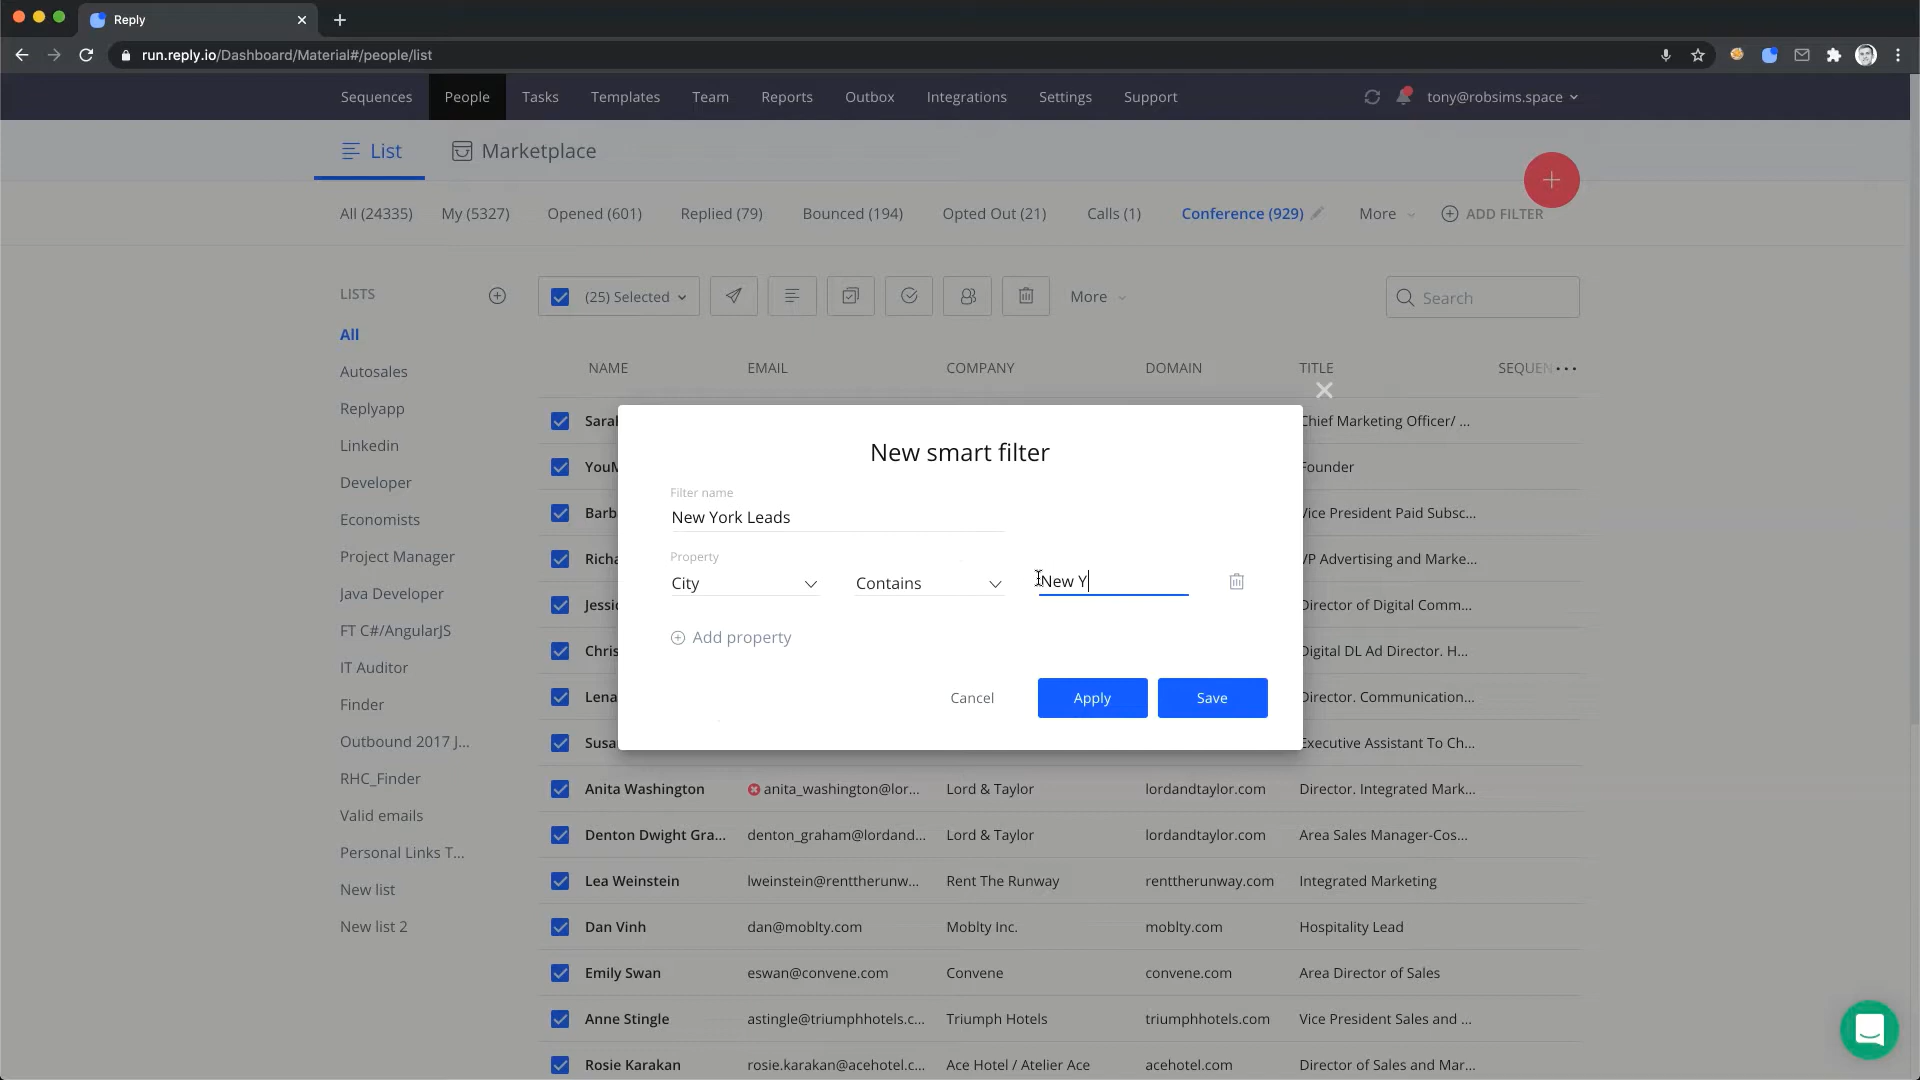 Reply
run.reply.io/Dashboard/Material#/people/list
Sequences People Tasks Templates Team Reports Outbox Integrations Settings Support tony@robsims.space
List Marketplace
All (24335) My (5327) Opened (601) Replied (79) Bounced (194) Opted Out (21) Calls (1) Conference (929) More ADD FILTER
LISTS (25) Selected More Search
All
Autosales
Replyapp
Linkedin
Developer
Economists
Project Manager
Java Developer
FT C#/AngularJS
IT Auditor
Finder
Outbound 2017 J...
RHC_Finder
Valid emails
Personal Links T...
New list
New list 2
NAME EMAIL COMPANY DOMAIN TITLE SEQUEN
Sarah Chief Marketing Officer/ ...
YouM Founder
Barb Vice President Paid Subsc...
Richa VP Advertising and Marke...
Jessic Director of Digital Comm...
Chris Digital DL Ad Director. H...
Lena Director. Communication...
Susa Executive Assistant To Ch...
New smart filter
Filter name
New York Leads
Property
City Contains New Y
Add property
Cancel Apply Save
Anita Washington anita_washington@lor... Lord & Taylor lordandtaylor.com Director. Integrated Mark...
Denton Dwight Gra... denton_graham@lordand... Lord & Taylor lordandtaylor.com Area Sales Manager-Cos...
Lea Weinstein lweinstein@renttherunw... Rent The Runway renttherunway.com Integrated Marketing
Dan Vinh dan@moblty.com Moblty Inc. moblty.com Hospitality Lead
Emily Swan eswan@convene.com Convene convene.com Area Director of Sales
Anne Stingle astingle@triumphhotels.c... Triumph Hotels triumphhotels.com Vice President Sales and ...
Rosie Karakan rosie.karakan@acehotel.c... Ace Hotel / Atelier Ace acehotel.com Director of Sales and Mar...